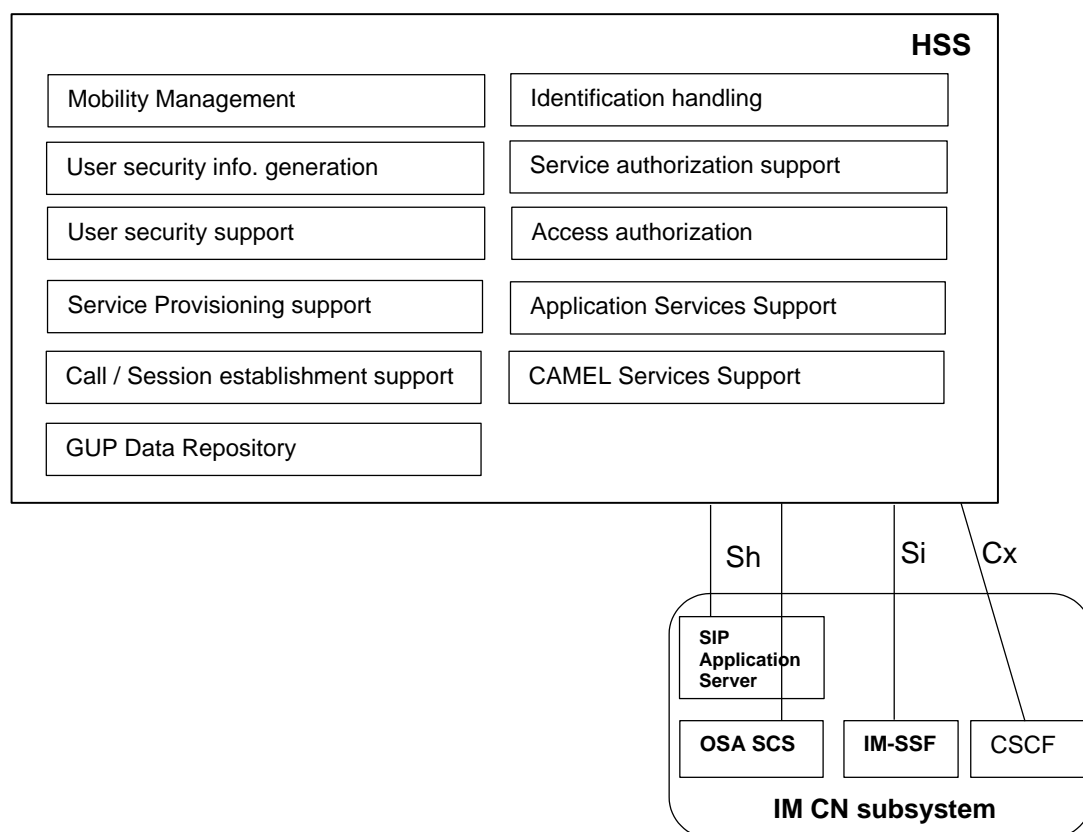 HSS
Mobility Management
Identification handling
User security info. generation
Service authorization support
User security support
Access authorization
Service Provisioning support
Application Services Support
Call / Session establishment support
CAMEL Services Support
GUP Data Repository
Sh
Si
Cx
SIP
Application
Server
OSA SCS
IM-SSF
CSCF
IM CN subsystem